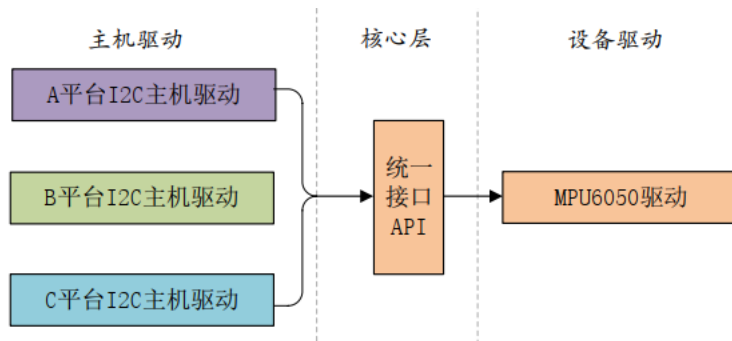 主机驱动
核心层
设备驱动
A平台I2C主机驱动
B平台I2C主机驱动
C平台I2C主机驱动
统一
接口
API
MPU6050驱动